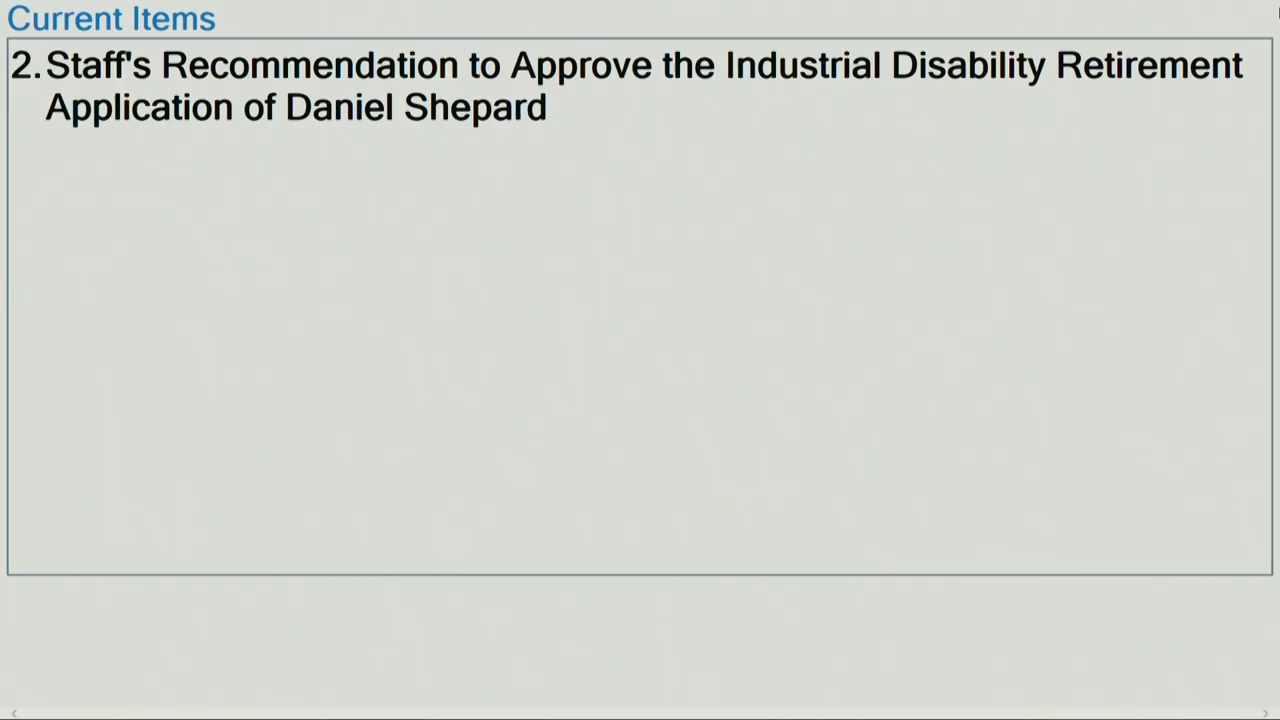 Current Items
2. Staff's Recommendation to Approve the Industrial Disability Retirement
Application of Daniel Shepard